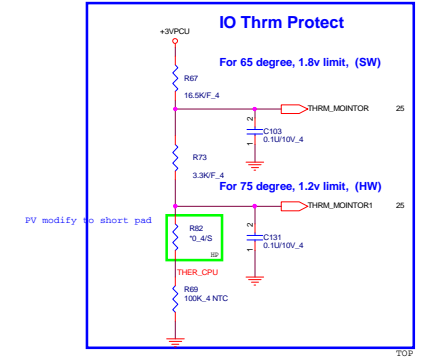 IO Thrm Protect
+3VPCU
For 65 degree, 1.8v limit, (SW)
R67
16.5K/F_4
THRM_MOINTOR 25
2
C103
0.1U/10V_4
1
R73
3.3K/F_4
For 75 degree, 1.2v limit, (HW)
THRM_MOINTOR1 25
PV modify to short pad
R82
*0_4/S
HP
2
C131
0.1U/10V_4
1
THER_CPU
R69
100K_4 NTC
TOP